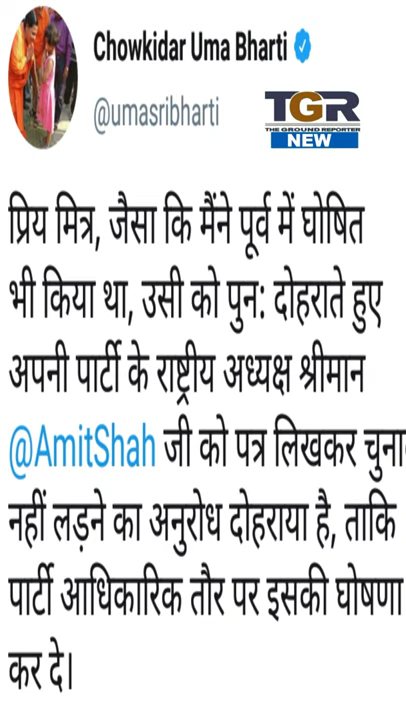 Chowkidar Uma Bharti
@umasribharti
TGR
THE GROUND REPORTER
NEW
प्रिय मित्र, जैसा कि मैंने पूर्व में घोषित
भी किया था, उसी को पुन: दोहराते हुए
अपनी पार्टी के राष्ट्रीय अध्यक्ष श्रीमान
@AmitShah जी को पत्र लिखकर चुना
नहीं लड़ने का अनुरोध दोहराया है, ताकि
पार्टी आधिकारिक तौर पर इसकी घोषणा
कर दे।